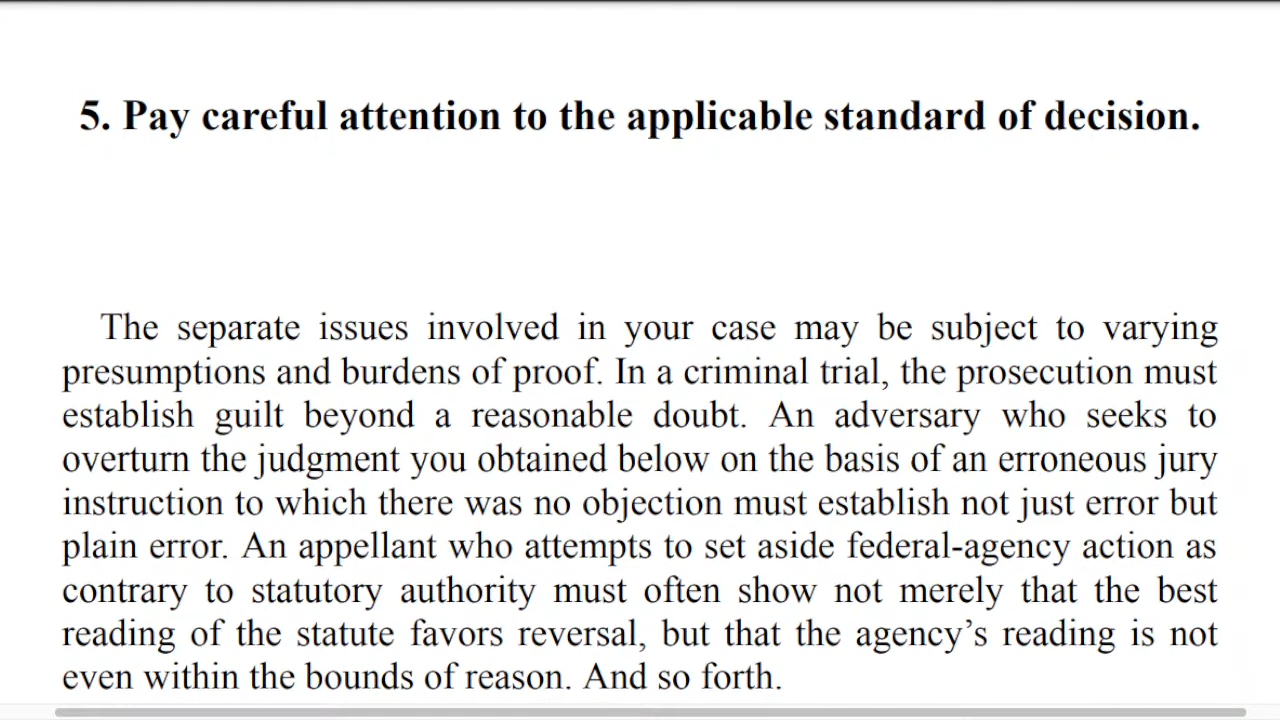 5. Pay careful attention to the applicable standard of decision.
The separate issues involved in your case may be subject to varying
presumptions and burdens of proof. In a criminal trial, the prosecution must
establish guilt beyond a reasonable doubt. An adversary who seeks to
overturn the judgment you obtained below on the basis of an erroneous jury
instruction to which there was no objection must establish not just error but
plain error. An appellant who attempts to set aside federal-agency action as
contrary to statutory authority must often show not merely that the best
reading of the statute favors reversal, but that the agency’s reading is not
even within the bounds of reason. And so forth.